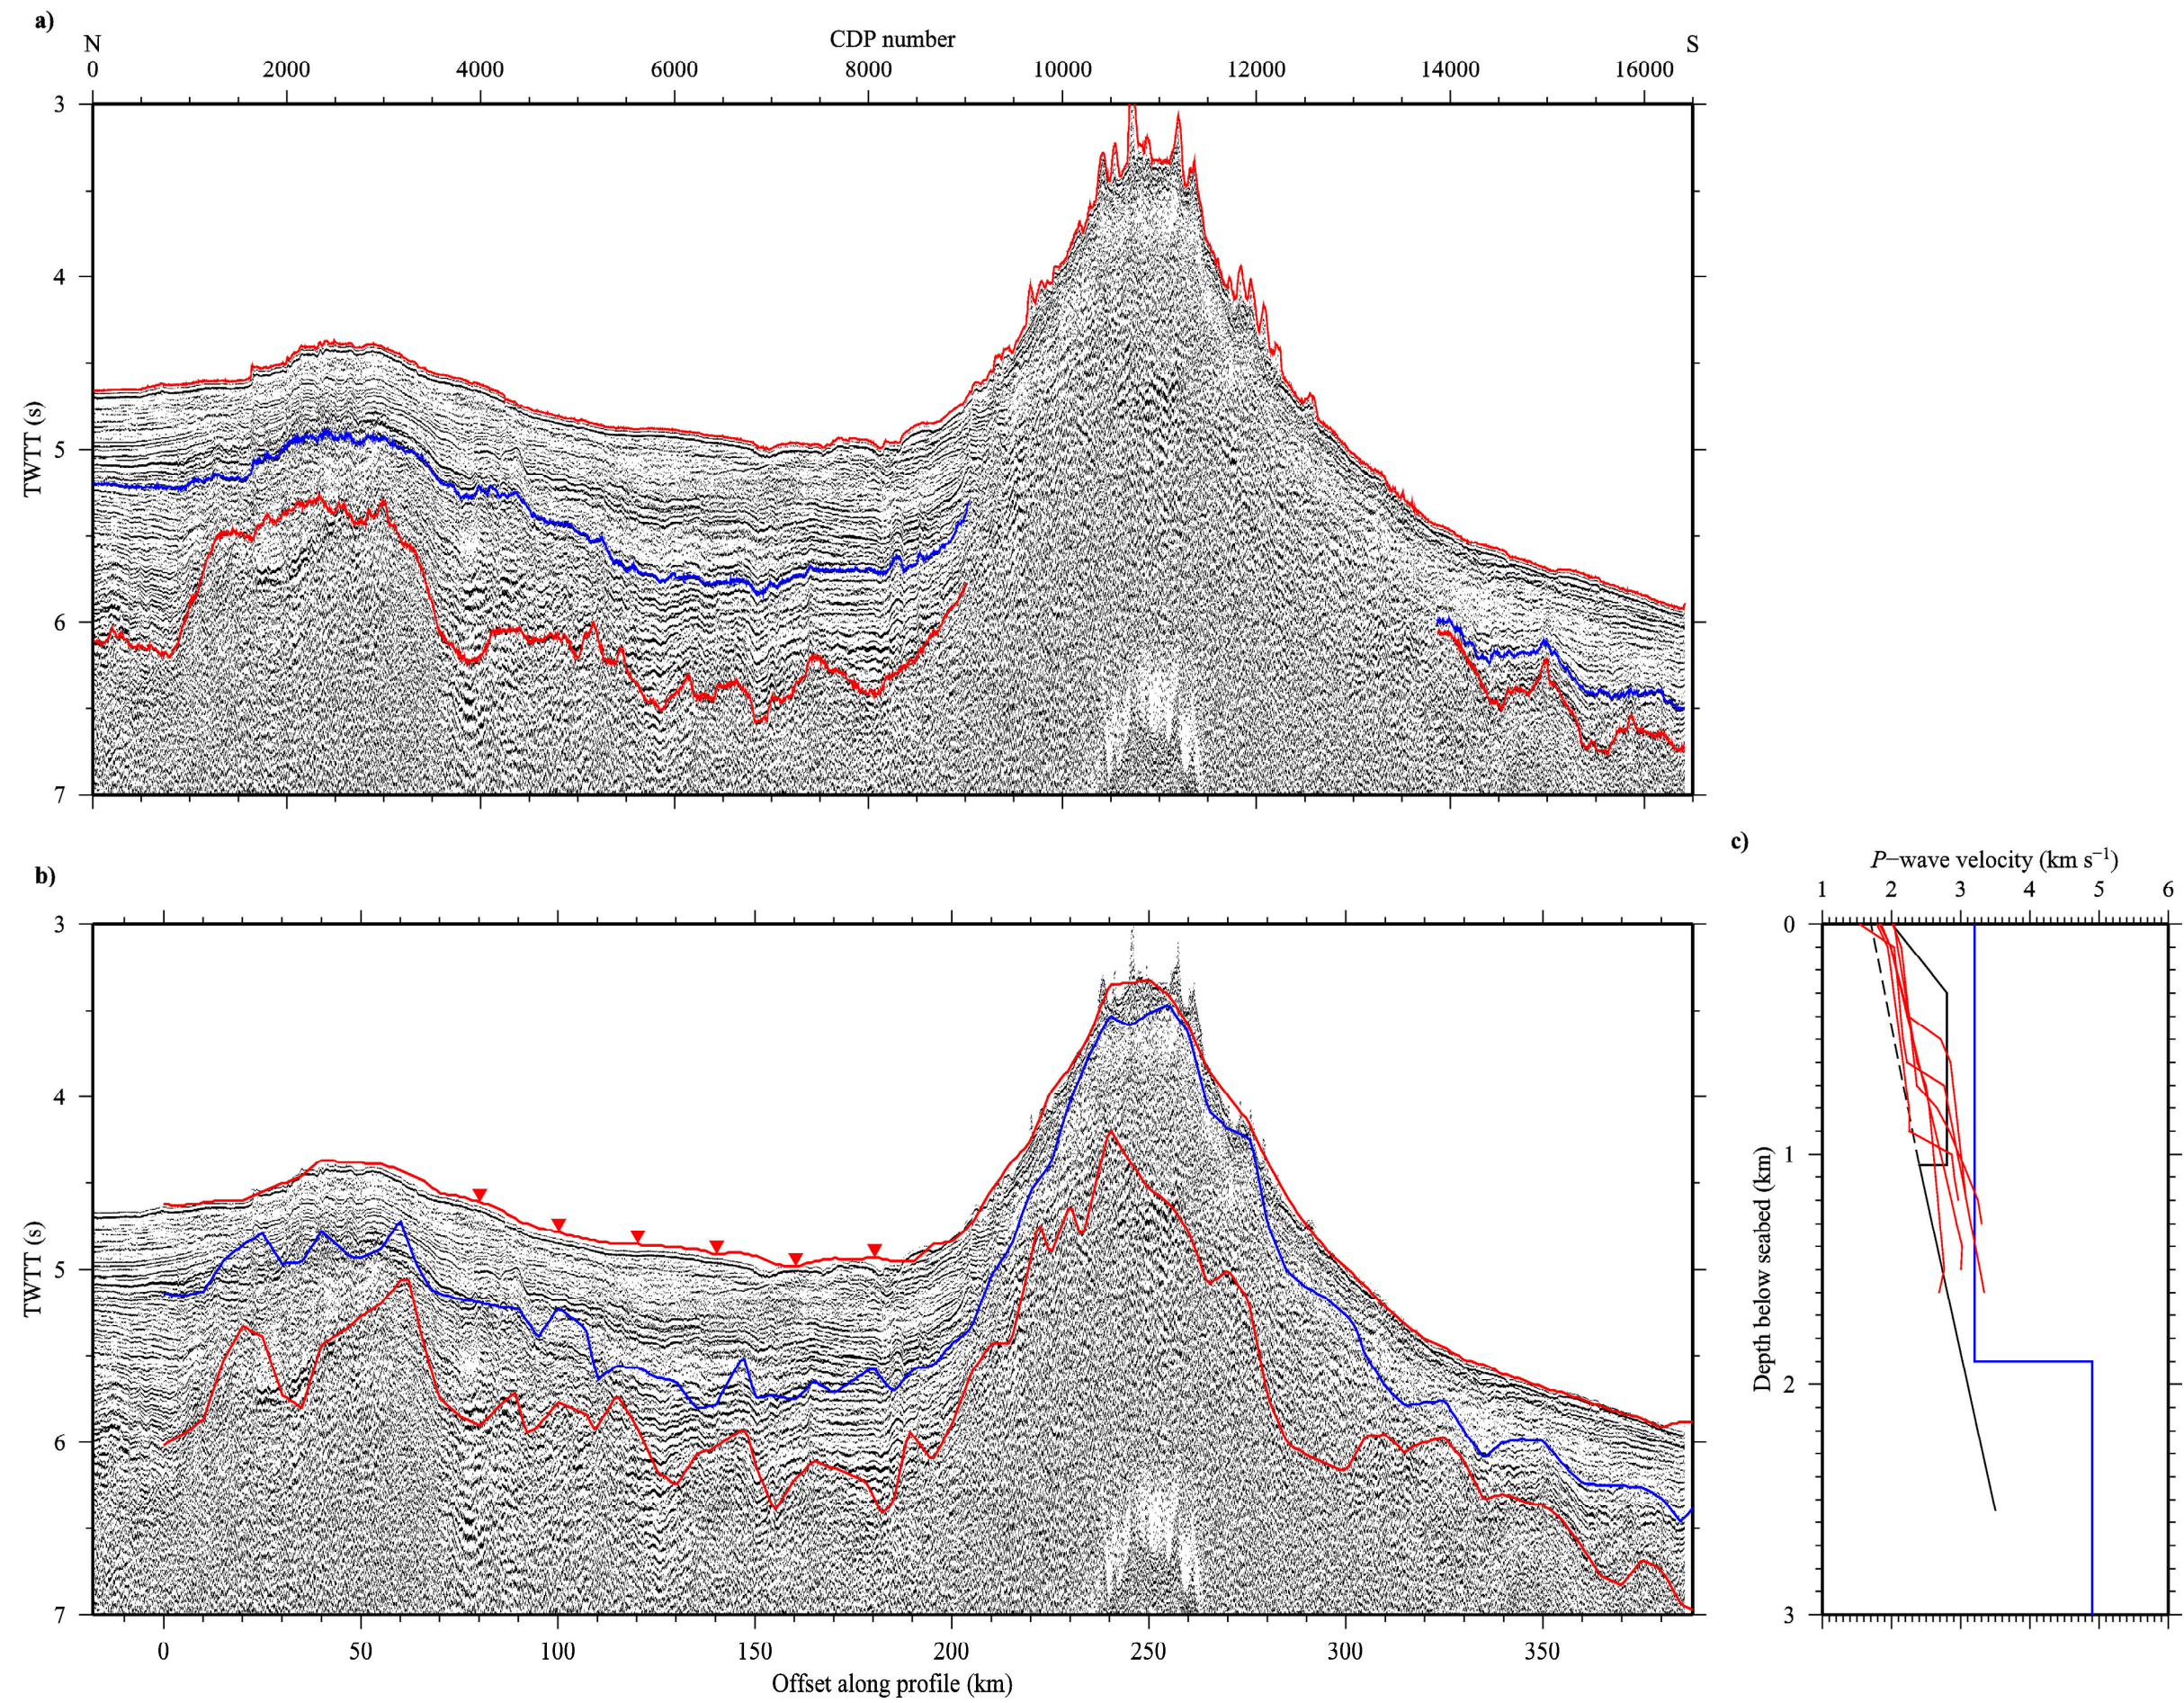 a)
CDP number
N
S
0 2000 4000 6000 8000 10000 12000 14000 16000
3
4
5
6
7
TWTT (s)
b)
3
4
5
6
7
TWTT (s)
0 50 100 150 200 250 300 350
Offset along profile (km)
c)
P−wave velocity (km s⁻¹)
1 2 3 4 5 6
0
1
2
3
Depth below seabed (km)